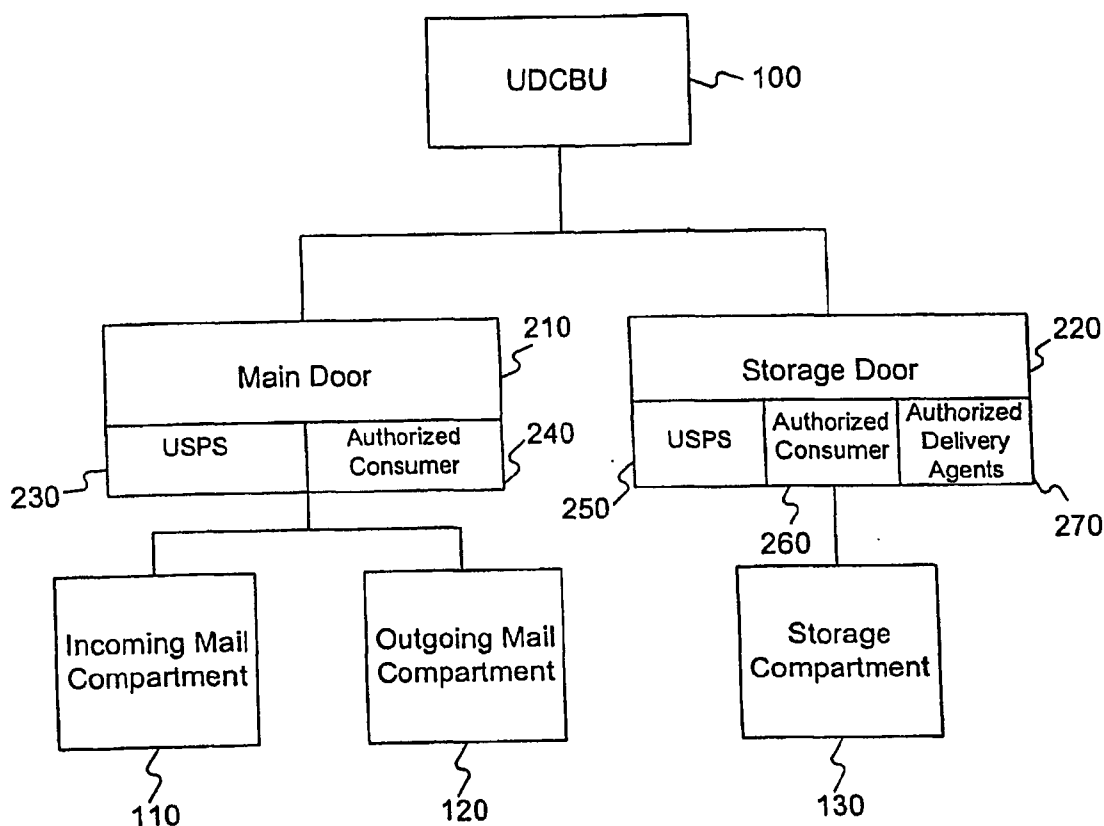 UDCBU
100
Main Door
210
USPS
Authorized
Consumer
230
240
Storage Door
220
USPS
Authorized
Consumer
Authorized
Delivery
Agents
250
260
270
Incoming Mail
Compartment
110
Outgoing Mail
Compartment
120
Storage
Compartment
130